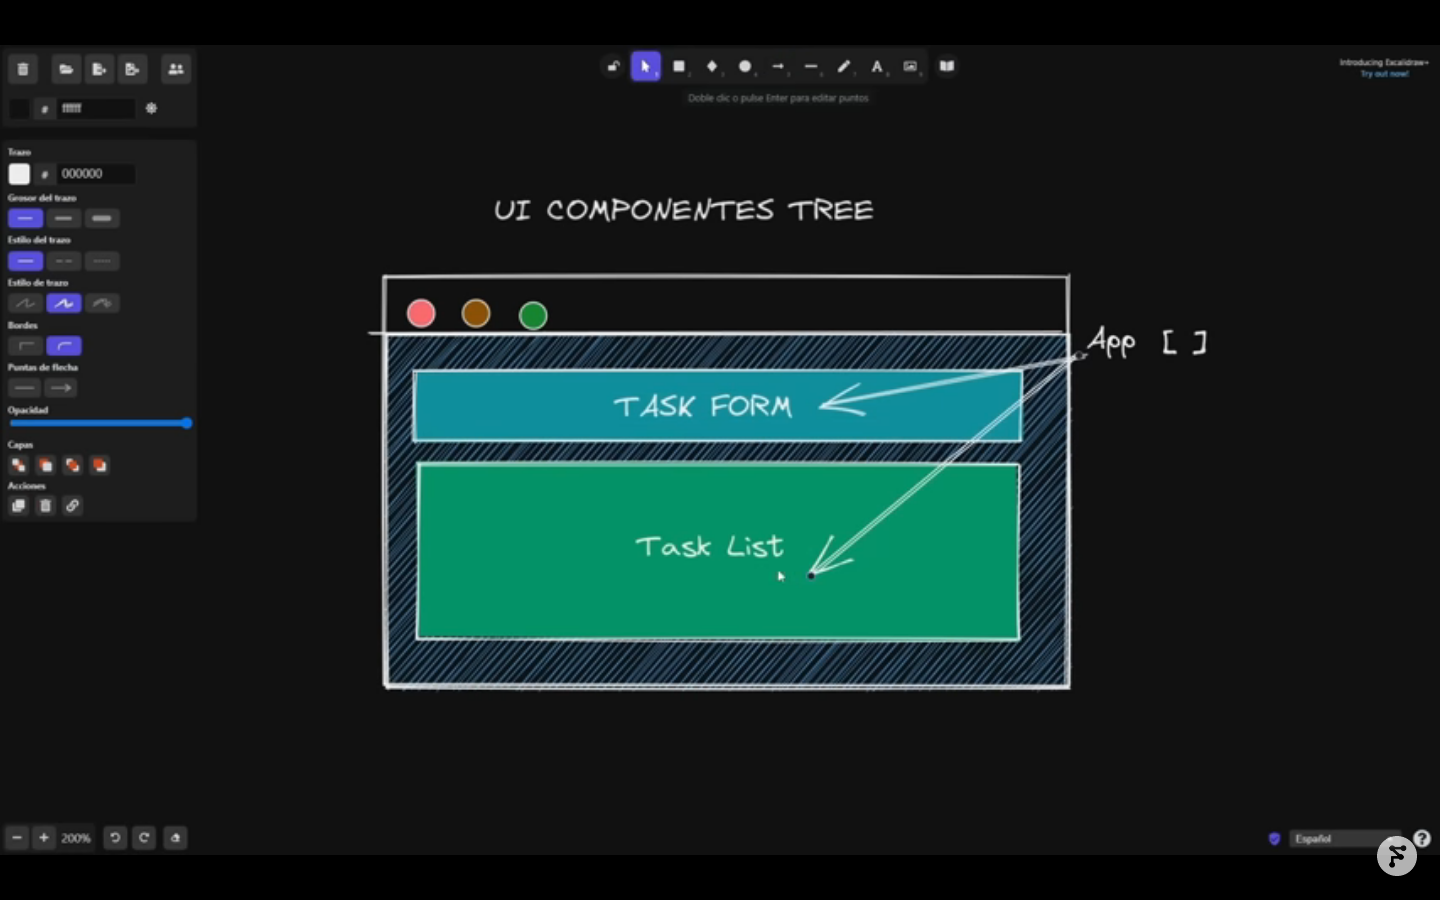 Introducing Excalidraw+
Try out now!
# ffffff
Doble clic o pulse Enter para editar puntos
Trazo
# 000000
Grosor del trazo
Estilo del trazo
Estilo de trazo
Bordes
Puntas de flecha
Opacidad
Capas
Acciones
UI COMPONENTES TREE
App [ ]
TASK FORM
Task List
200%
Español